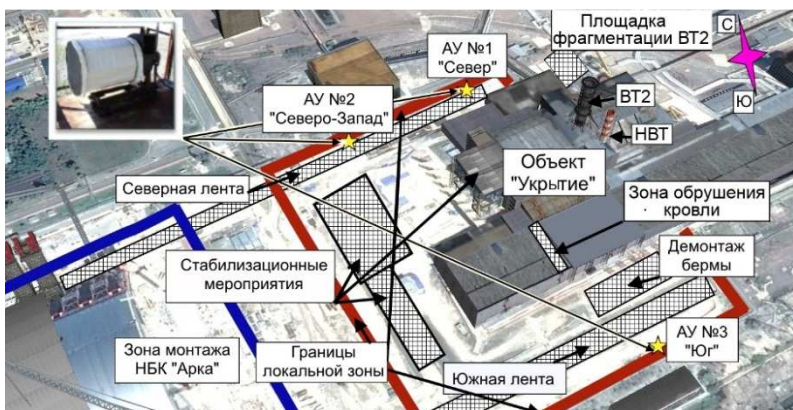 Площадка
фрагментации ВТ2
С
Ю
АУ №1
"Север"
АУ №2
"Северо-Запад"
ВТ2
НВТ
Объект
"Укрытие"
Северная лента
Зона обрушения
кровли
Демонтаж
бермы
Стабилизационные
мероприятия
АУ №3
"Юг"
Зона монтажа
НБК "Арка"
Границы
локальной зоны
Южная лента